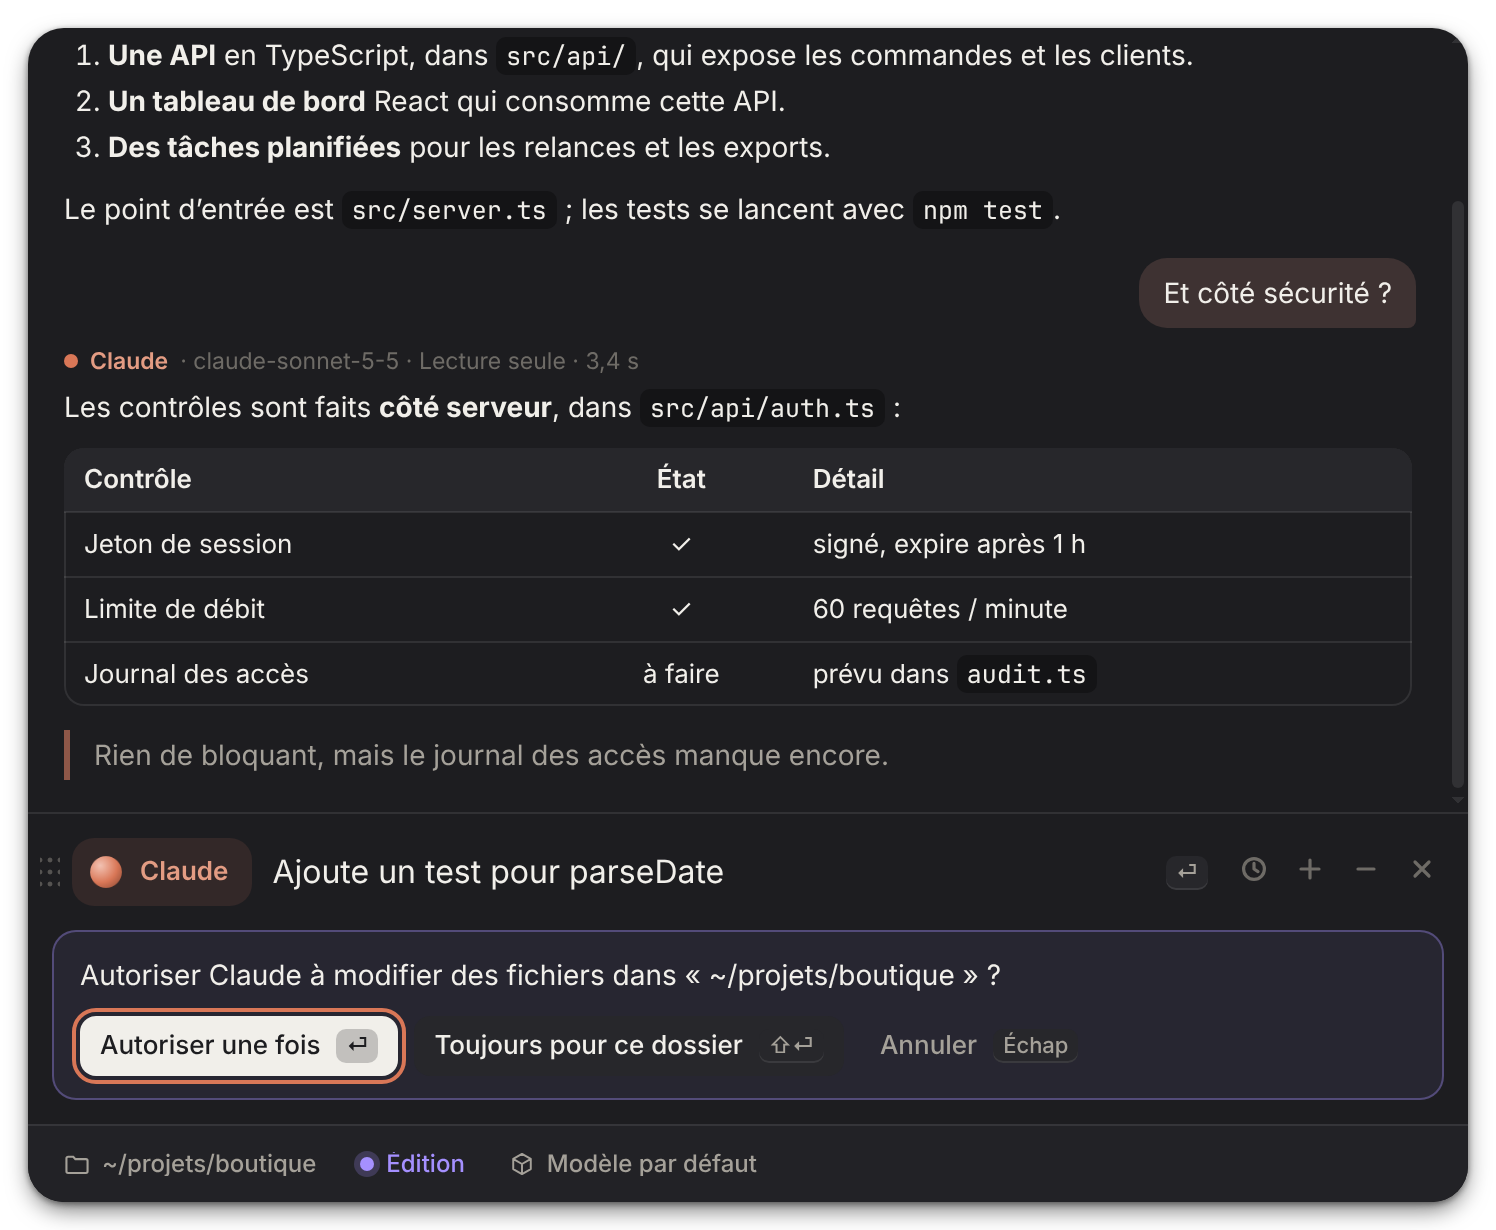 1. Une API en TypeScript, dans src/api/, qui expose les commandes et les clients.
2. Un tableau de bord React qui consomme cette API.
3. Des tâches planifiées pour les relances et les exports.
Le point d’entrée est src/server.ts ; les tests se lancent avec npm test.
Et côté sécurité ?
Claude · claude-sonnet-5-5 · Lecture seule · 3,4 s
Les contrôles sont faits côté serveur, dans src/api/auth.ts :
Contrôle État Détail
Jeton de session ✓ signé, expire après 1 h
Limite de débit ✓ 60 requêtes / minute
Journal des accès à faire prévu dans audit.ts
Rien de bloquant, mais le journal des accès manque encore.
Claude Ajoute un test pour parseDate
Autoriser Claude à modifier des fichiers dans « ~/projets/boutique » ?
Autoriser une fois Toujours pour ce dossier Annuler Échap
~/projets/boutique Édition Modèle par défaut